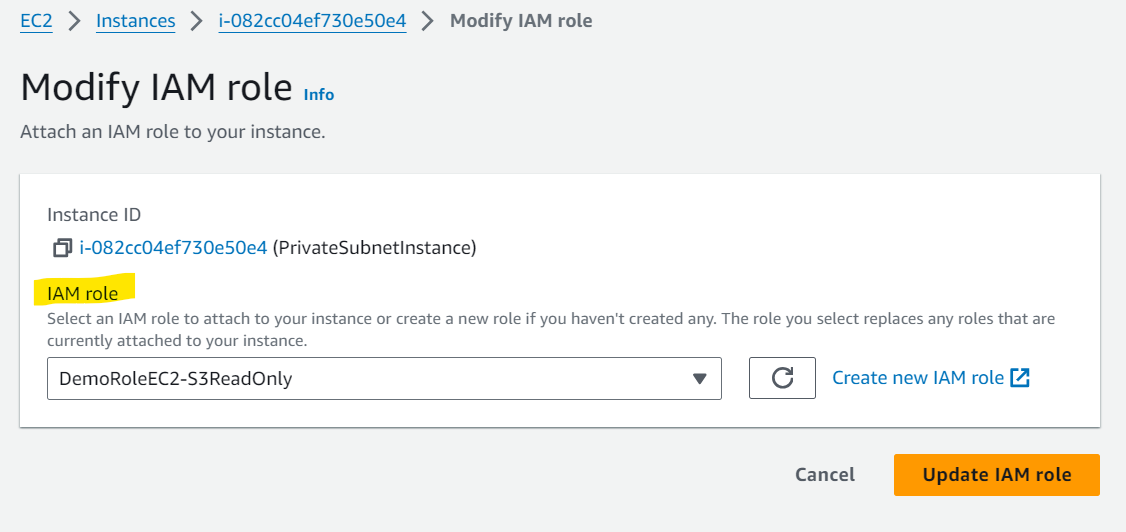 EC2 > Instances > i-082cc04ef730e50e4 > Modify IAM role
Modify IAM role Info
Attach an IAM role to your instance.
Instance ID
i-082cc04ef730e50e4 (PrivateSubnetInstance)
IAM role
Select an IAM role to attach to your instance or create a new role if you haven't created any. The role you select replaces any roles that are
currently attached to your instance.
DemoRoleEC2-S3ReadOnly
Create new IAM role
Cancel
Update IAM role